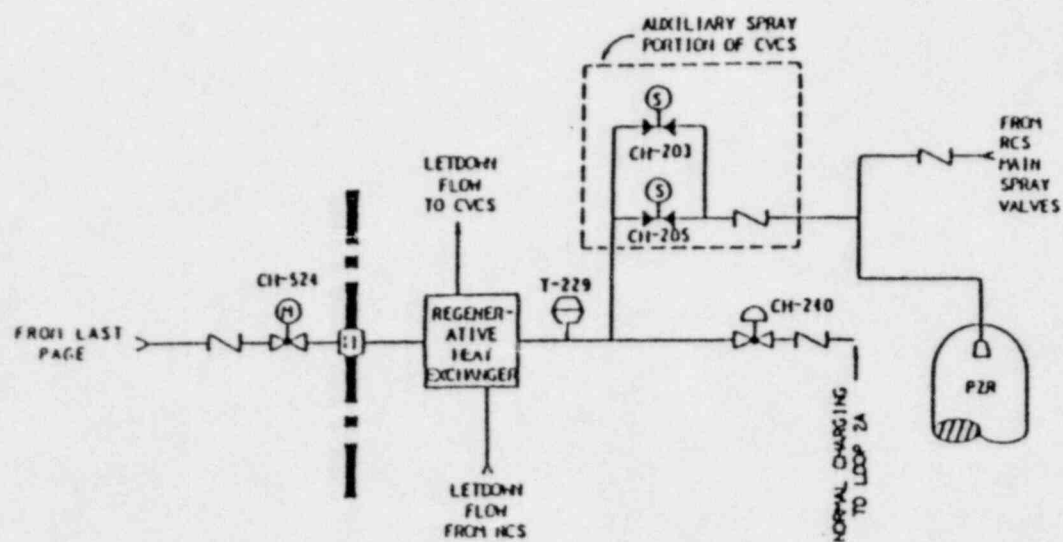 AUXILIARY SPRAY
PORTION OF CVCS
S
CH-203
S
CH-205
FROM
RCS
MAIN
SPRAY
VALVES
LETDOWN
FLOW
TO CVCS
CH-524
M
FROM LAST
PAGE
REGENER-
ATIVE
HEAT
EXCHANGER
T-229
CH-240
PZR
NORMAL CHARGING
TO LOOP 2A
LETDOWN
FLOW
FROM RCS